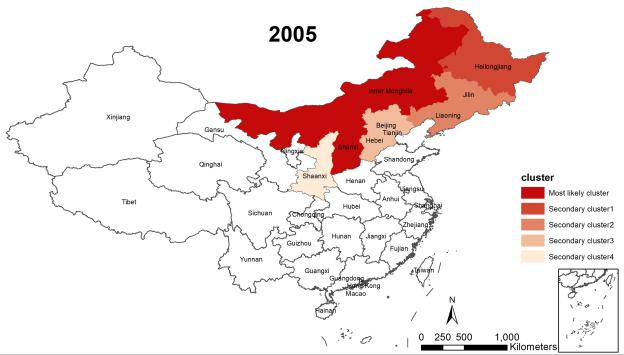 2005
Heilongjiang
Inner Mongolia
Jilin
Xinjiang
Liaoning
Beijing
Gansu
Tianjin
Hebei
Ningxia
Shanxi
Shandong
Qinghai
cluster
Shaanxi
Henan
Jiangsu
Most likely cluster
Anhui
Tibet
Hubei
Shanghai
Secondary cluster1
Sichuan
Chongqing
Zhejiang
Secondary cluster2
Hunan
Jiangxi
Guizhou
Secondary cluster3
Fujian
Yunnan
Secondary cluster4
Guangxi
Taiwan
Guangdong
Hong Kong
Macao
N
Hainan
0 250 500 1,000
Kilometers